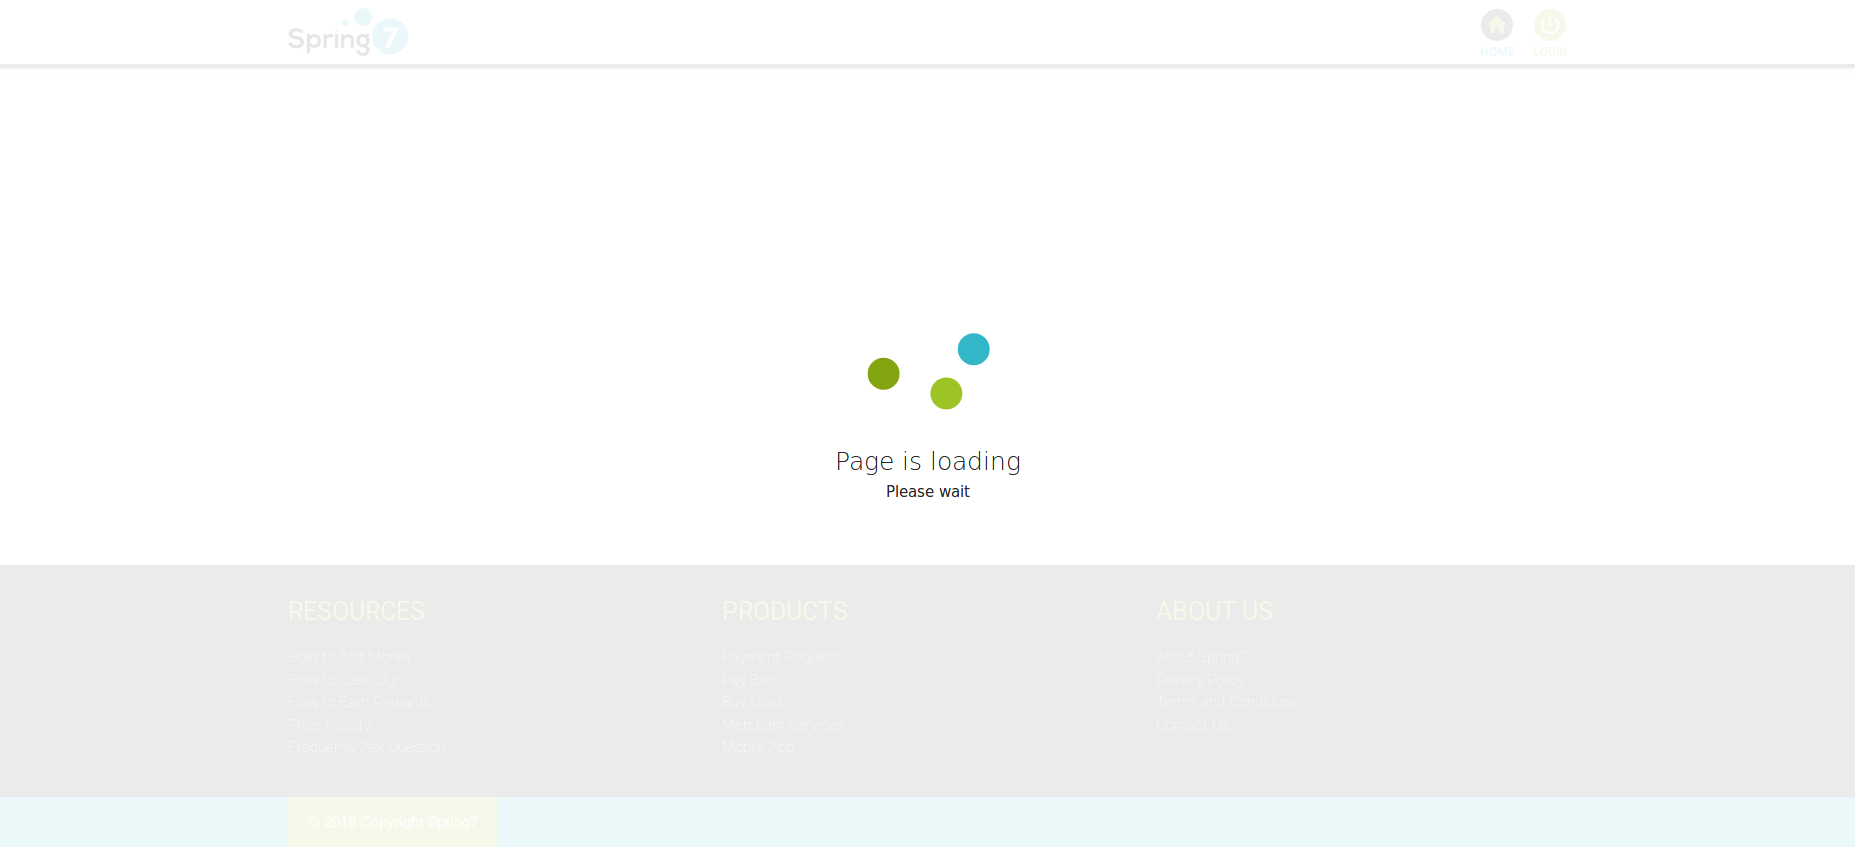 Spring7
HOME
LOGIN
Page is loading
Please wait
RESOURCES
How to Add Money
How to Cash Out
How to Earn Rewards
Price History
Frequently Ask Question
PRODUCTS
Payment Request
Pay Bills
Buy Load
Merchant Services
Mobile App
ABOUT US
About Spring7
Privacy Policy
Terms and Conditions
Contact Us
© 2018 Copyright Spring7